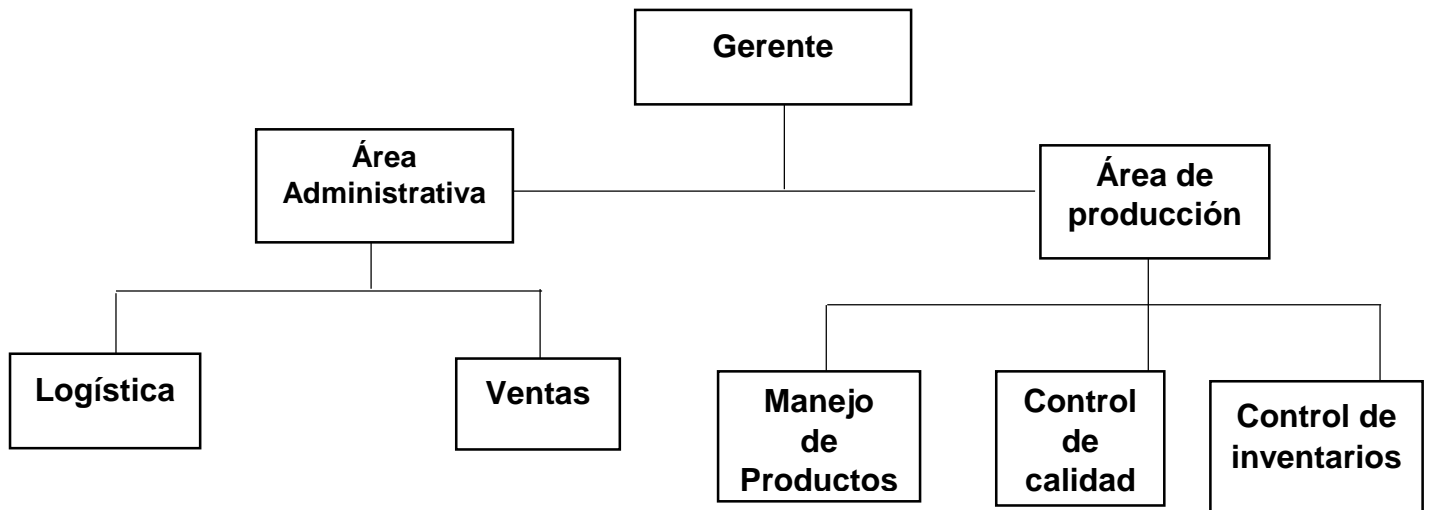 Gerente
Área
Administrativa
Área de
producción
Logística
Ventas
Manejo
de
Productos
Control
de
calidad
Control de
inventarios